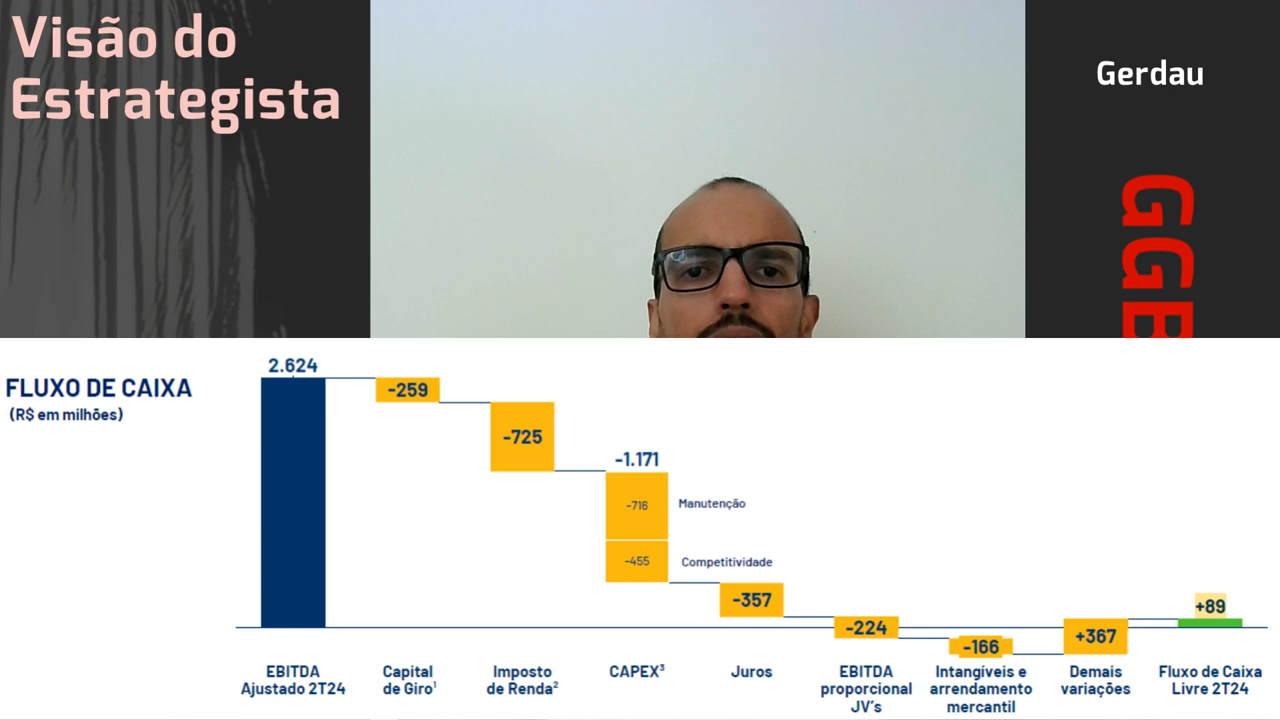 Visão do
Estrategista
Gerdau
GGB
FLUXO DE CAIXA
(R$ em milhões)
2.624
-259
-725
-1.171
-716
Manutenção
-455
Competitividade
-357
-224
-166
+367
+89
EBITDA
Ajustado 2T24
Capital
de Giro¹
Imposto
de Renda²
CAPEX³
Juros
EBITDA
proporcional
JV's
Intangíveis e
arrendamento
mercantil
Demais
variações
Fluxo de Caixa
Livre 2T24